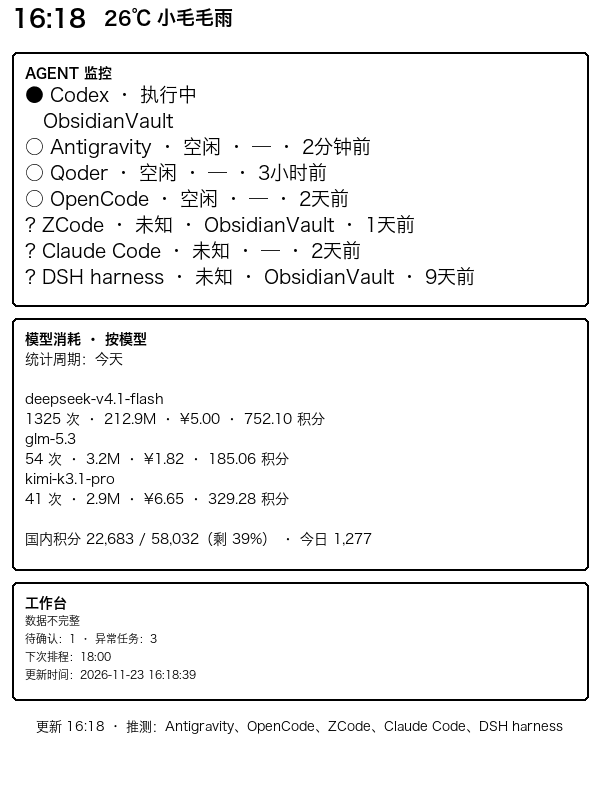 16:18 26℃ 小毛毛雨
AGENT 监控
● Codex · 执行中
ObsidianVault
○ Antigravity · 空闲 · — · 2分钟前
○ Qoder · 空闲 · — · 3小时前
○ OpenCode · 空闲 · — · 2天前
? ZCode · 未知 · ObsidianVault · 1天前
? Claude Code · 未知 · — · 2天前
? DSH harness · 未知 · ObsidianVault · 9天前
模型消耗 · 按模型
统计周期：今天
deepseek-v4.1-flash
1325 次 · 212.9M · ¥5.00 · 752.10 积分
glm-5.3
54 次 · 3.2M · ¥1.82 · 185.06 积分
kimi-k3.1-pro
41 次 · 2.9M · ¥6.65 · 329.28 积分
国内积分 22,683 / 58,032（剩 39%） · 今日 1,277
工作台
数据不完整
待确认：1 · 异常任务：3
下次排程：18:00
更新时间：2026-11-23 16:18:39
更新 16:18 · 推测：Antigravity、OpenCode、ZCode、Claude Code、DSH harness